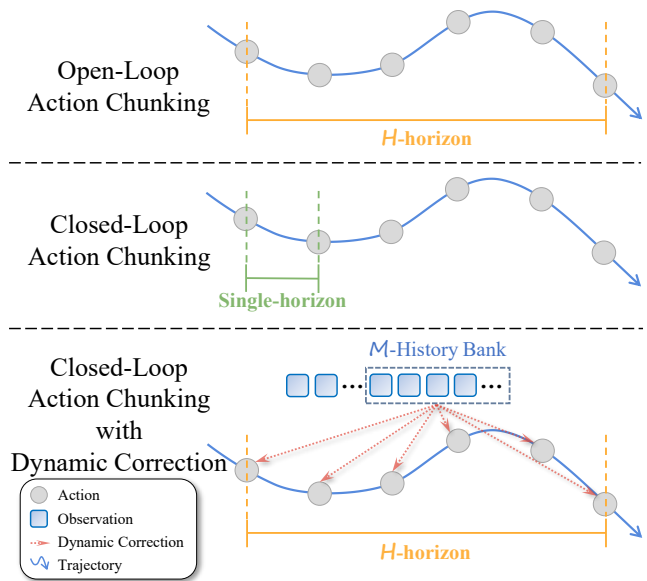 Open-Loop
Action Chunking
H-horizon
Closed-Loop
Action Chunking
Single-horizon
M-History Bank
Closed-Loop
Action Chunking
with
Dynamic Correction
Action
Observation
Dynamic Correction
Trajectory
H-horizon